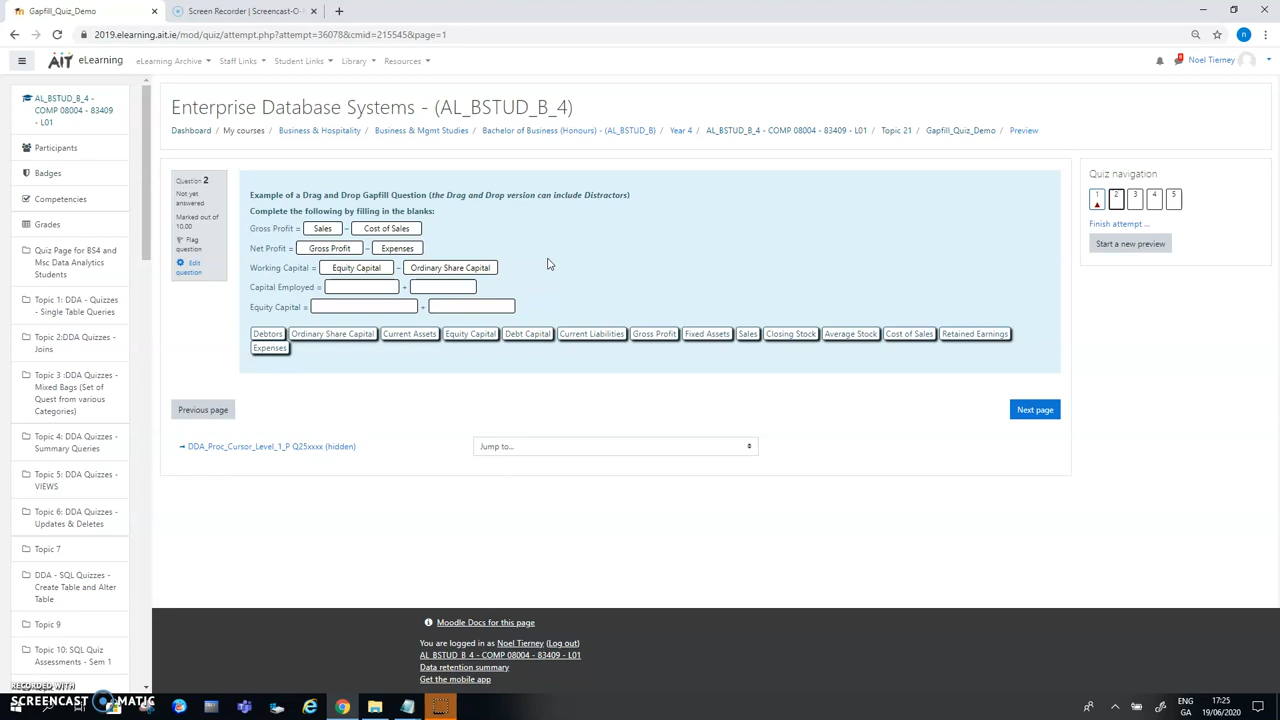 Gapfill_Quiz_Demo
Screen Recorder | Screencast-O-
2019.elearning.ait.ie/mod/quiz/attempt.php?attempt=36078&cmid=215545&page=1
n
AIT eLearning
eLearning Archive
Staff Links
Student Links
Library
Resources
Noel Tierney
AL_BSTUD_B_4 -
COMP 08004 - 83409
- L01
Participants
Badges
Competencies
Grades
Quiz Page for BS4 and
Msc Data Analytics
Students
Topic 1: DDA - Quizzes
- Single Table Queries
Topic 2:DDA Quizzes -
Joins
Topic 3 :DDA Quizzes -
Mixed Bags (Set of
Quest from various
Categories)
Topic 4: DDA Quizzes -
Summary Queries
Topic 5: DDA Quizzes -
VIEWS
Topic 6: DDA Quizzes -
Updates & Deletes
Topic 7
DDA - SQL Quizzes -
Create Table and Alter
Table
Topic 9
Topic 10: SQL Quiz
Assessments - Sem 1
Enterprise Database Systems - (AL_BSTUD_B_4)
Dashboard / My courses / Business & Hospitality / Business & Mgmt Studies / Bachelor of Business (Honours) - (AL_BSTUD_B) / Year 4 / AL_BSTUD_B_4 - COMP 08004 - 83409 - L01 / Topic 21 / Gapfill_Quiz_Demo / Preview
Question 2
Not yet
answered
Marked out of
10.00
Flag
question
Edit
question
Example of a Drag and Drop Gapfill Question (the Drag and Drop version can include Distractors)
Complete the following by filling in the blanks:
Gross Profit = Sales - Cost of Sales
Net Profit = Gross Profit - Expenses
Working Capital = Equity Capital - Ordinary Share Capital
Capital Employed = +
Equity Capital = +
Debtors Ordinary Share Capital Current Assets Equity Capital Debt Capital Current Liabilities Gross Profit Fixed Assets Sales Closing Stock Average Stock Cost of Sales Retained Earnings
Expenses
Previous page
Next page
DDA_Proc_Cursor_Level_1_P Q25xxxx (hidden)
Jump to...
Quiz navigation
1 2 3 4 5
Finish attempt ...
Start a new preview
Moodle Docs for this page
You are logged in as Noel Tierney (Log out)
AL_BSTUD_B_4 - COMP 08004 - 83409 - L01
Data retention summary
Get the mobile app
RECORDED WITH
SCREENCAST MATIC
ENG
GA
17:25
19/06/2020